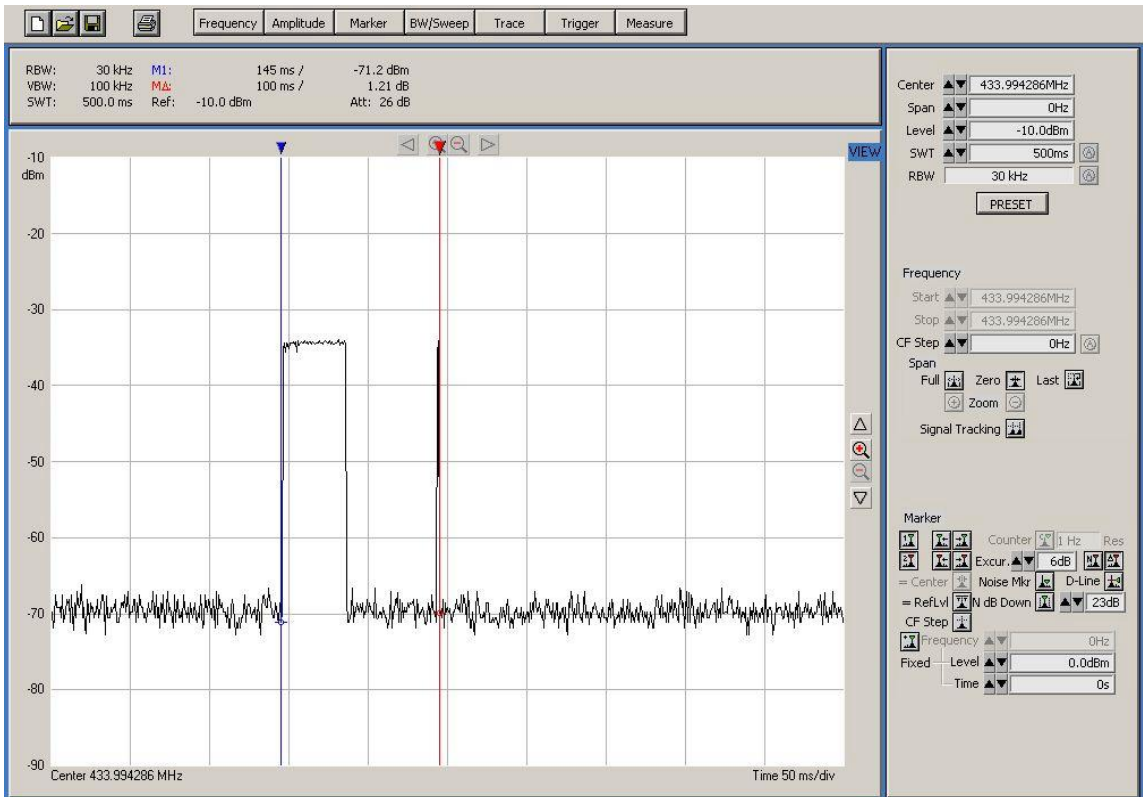 Frequency Amplitude Marker BW/Sweep Trace Trigger Measure
RBW: 30 kHz M1: 145 ms / -71.2 dBm
VBW: 100 kHz MΔ: 100 ms / 1.21 dB
SWT: 500.0 ms Ref: -10.0 dBm Att: 26 dB
VIEW
-10
dBm
-20
-30
-40
-50
-60
-70
-80
-90
Center 433.994286 MHz Time 50 ms/div
Center 433.994286MHz
Span 0Hz
Level -10.0dBm
SWT 500ms
RBW 30 kHz
PRESET
Frequency
Start 433.994286MHz
Stop 433.994286MHz
CF Step 0Hz
Span
Full Zero Last
Zoom
Signal Tracking
Marker
1 Counter 1 Hz Res
2 Excur. 6dB N
= Center Noise Mkr D-Line
= RefLvl N dB Down 23dB
CF Step
Frequency 0Hz
Fixed Level 0.0dBm
Time 0s